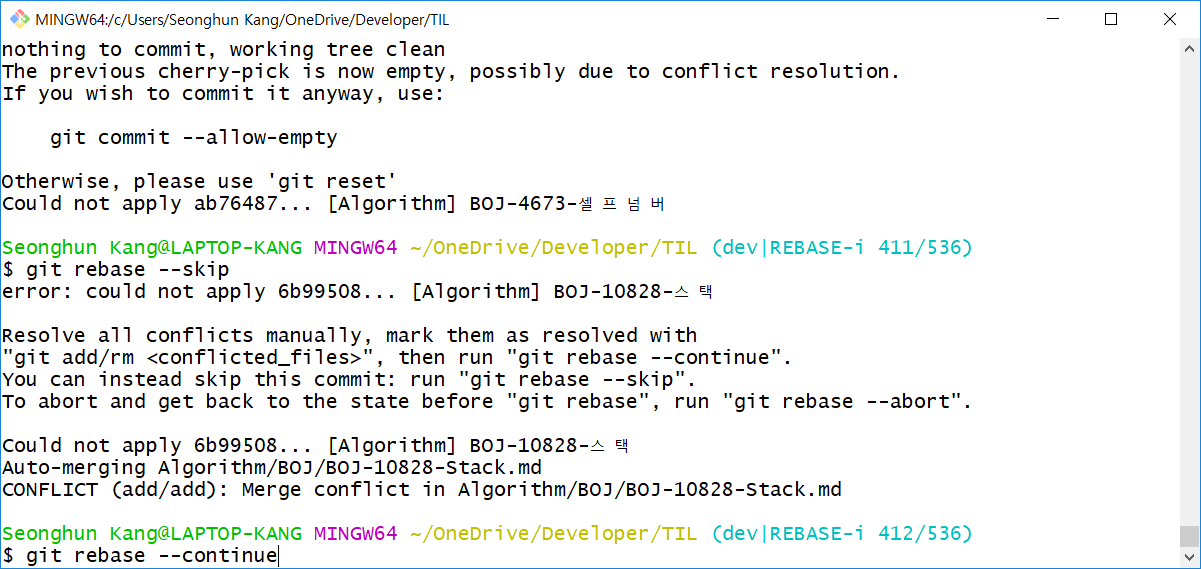 MINGW64:/c/Users/Seonghun Kang/OneDrive/Developer/TIL
nothing to commit, working tree clean
The previous cherry-pick is now empty, possibly due to conflict resolution.
If you wish to commit it anyway, use:
git commit --allow-empty
Otherwise, please use 'git reset'
Could not apply ab76487... [Algorithm] BOJ-4673-셀 프 넘 버
Seonghun Kang@LAPTOP-KANG MINGW64 ~/OneDrive/Developer/TIL (dev|REBASE-i 411/536)
$ git rebase --skip
error: could not apply 6b99508... [Algorithm] BOJ-10828-스 택
Resolve all conflicts manually, mark them as resolved with
"git add/rm <conflicted_files>", then run "git rebase --continue".
You can instead skip this commit: run "git rebase --skip".
To abort and get back to the state before "git rebase", run "git rebase --abort".
Could not apply 6b99508... [Algorithm] BOJ-10828-스 택
Auto-merging Algorithm/BOJ/BOJ-10828-Stack.md
CONFLICT (add/add): Merge conflict in Algorithm/BOJ/BOJ-10828-Stack.md
Seonghun Kang@LAPTOP-KANG MINGW64 ~/OneDrive/Developer/TIL (dev|REBASE-i 412/536)
$ git rebase --continue